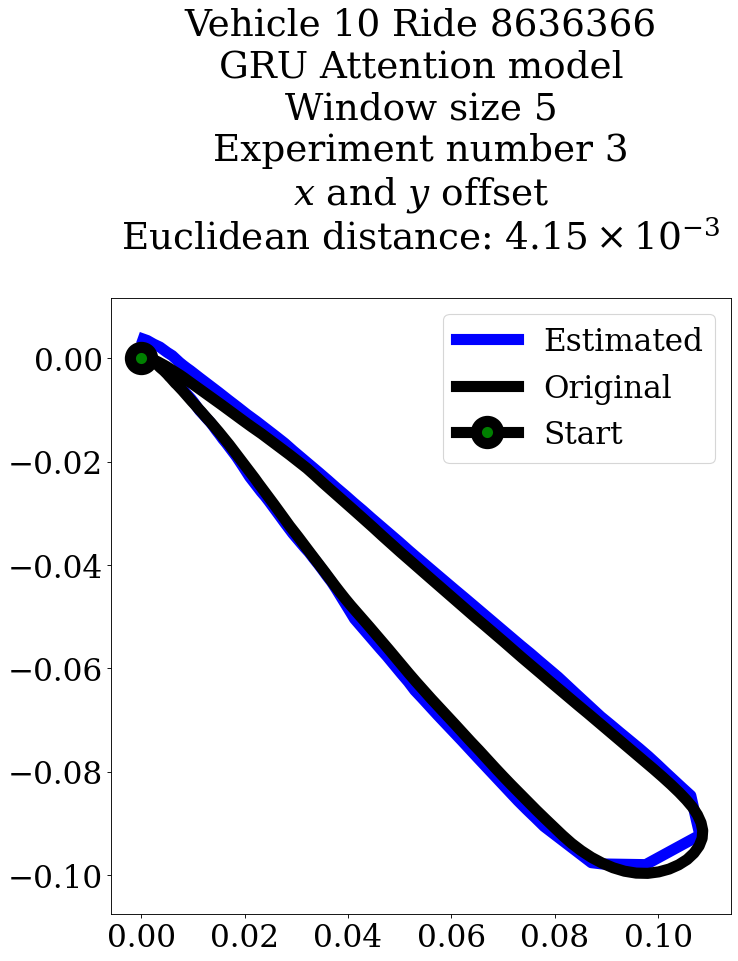 Vehicle 10 Ride 8636366
GRU Attention model
Window size 5
Experiment number 3
x and y offset
Euclidean distance: 4.15 × 10⁻³
Estimated
Original
Start
0.00
−0.02
−0.04
−0.06
−0.08
−0.10
0.00 0.02 0.04 0.06 0.08 0.10